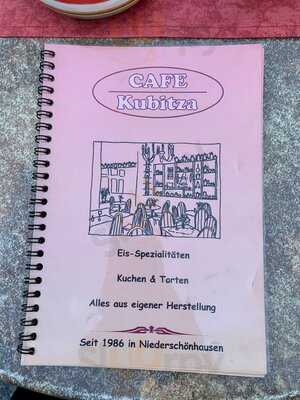 CAFE
Kubitza
Eis-Spezialitäten
Kuchen & Torten
Alles aus eigener Herstellung
Seit 1986 in Niederschönhausen